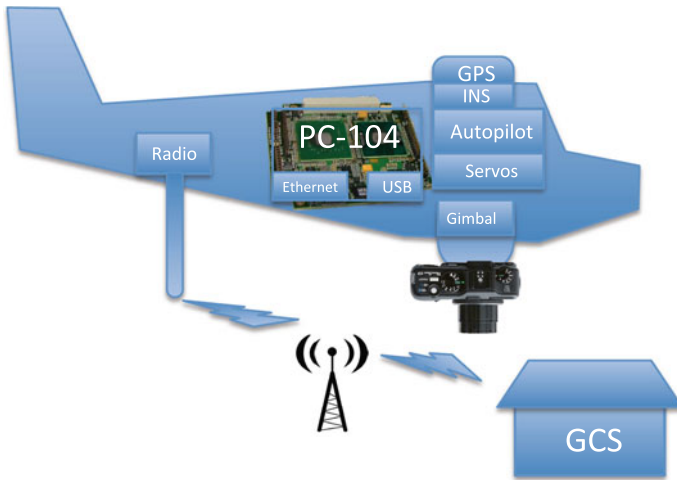 GPS
INS
PC-104
Autopilot
Radio
Servos
Ethernet
USB
Gimbal
GCS